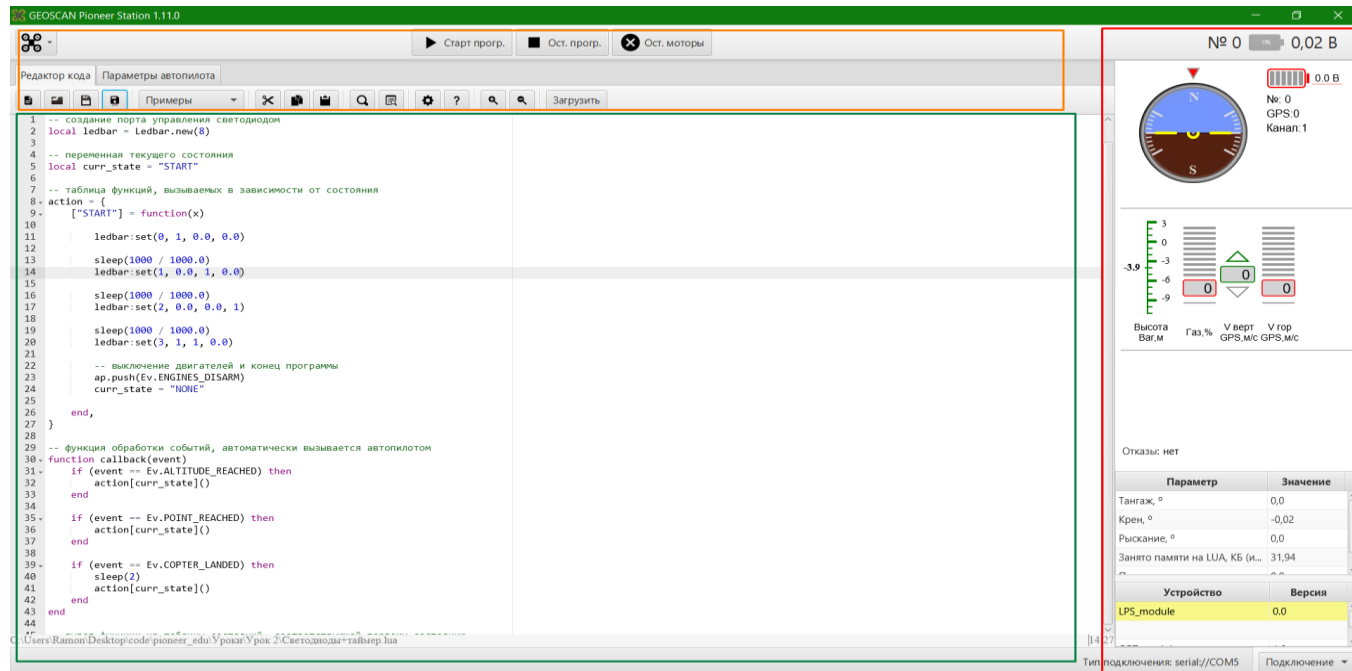 GEOSCAN Pioneer Station 1.11.0
Старт прогр. Ост. прогр. Ост. моторы
№ 0 0,02 В
Редактор кода Параметры автопилота
Примеры ? Загрузить
1 -- создание порта управления светодиодом
2 local ledbar = Ledbar.new(8)
3
4 -- переменная текущего состояния
5 local curr_state = "START"
6
7 -- таблица функций, вызываемых в зависимости от состояния
8 action = {
9 ["START"] = function(x)
10
11 ledbar:set(0, 1, 0.0, 0.0)
12
13 sleep(1000 / 1000.0)
14 ledbar:set(1, 0.0, 1, 0.0)
15
16 sleep(1000 / 1000.0)
17 ledbar:set(2, 0.0, 0.0, 1)
18
19 sleep(1000 / 1000.0)
20 ledbar:set(3, 1, 1, 0.0)
21
22 -- выключение двигателей и конец программы
23 ap.push(Ev.ENGINES_DISARM)
24 curr_state = "NONE"
25
26 end,
27 }
28
29 -- функция обработки событий, автоматически вызывается автопилотом
30 function callback(event)
31 if (event == Ev.ALTITUDE_REACHED) then
32 action[curr_state]()
33 end
34
35 if (event == Ev.POINT_REACHED) then
36 action[curr_state]()
37 end
38
39 if (event == Ev.COPTER_LANDED) then
40 sleep(2)
41 action[curr_state]()
42 end
43 end
44
C:\Users\Ramon\Desktop\code\pioneer_edu\Уроки\Урок 2\Светодиоды+таймер.lua 14:27
N
S
0.0 В
№: 0
GPS:0
Канал:1
3
0
-3
-6
-9
-3.9
0 0 0
Высота Bar,м
Газ,%
V верт GPS,м/с
V гор GPS,м/с
Отказы: нет
Параметр Значение
Тангаж, º 0,0
Крен, º -0,02
Рыскание, º 0,0
Занято памяти на LUA, КБ (и... 31,94
Устройство Версия
LPS_module 0.0
Тип подключения: serial://COM5 Подключение